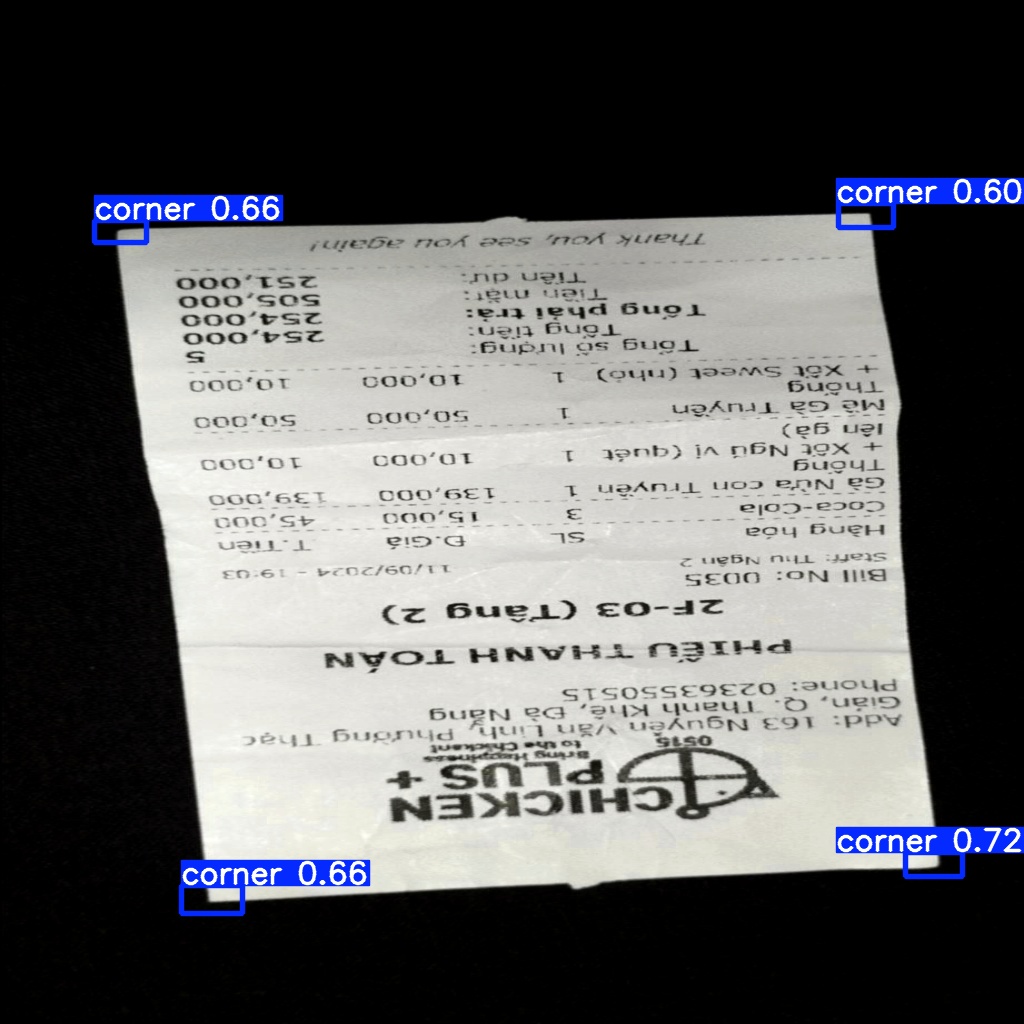 CHICKEN
PLUS +
Bring Happiness
to the Chickent
0515
Add: 163 Nguyễn Văn Linh, Phường Thạc
Gián, Q. Thanh Khê, Đà Nẵng
Phone: 02363550515
PHIẾU THANH TOÁN
2F-03 (Tầng 2)
Bill No: 0035 11/09/2024 - 19:03
Staff: Thu Ngân 2
Hàng hóa SL Đ.Giá T.Tiền
Coca-Cola 3 15,000 45,000
Gà Nửa con Truyền 1 139,000 139,000
Thống
+ Xốt Ngũ vị (quét 1 10,000 10,000
lên gà)
Mề Gà Truyền 1 50,000 50,000
Thống
+ Xốt Sweet (nhỏ) 1 10,000 10,000
Tổng số lượng: 5
Tổng tiền: 254,000
Tổng phải trả: 254,000
Tiền mặt: 505,000
Tiền dư: 251,000
Thank you, see you again!
corner 0.66
corner 0.60
corner 0.66
corner 0.72